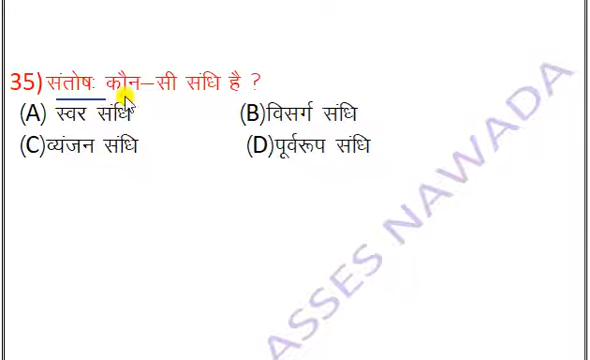 35) संतोषः कौन–सी संधि है ?
(A) स्वर संधि (B)विसर्ग संधि
(C)व्यंजन संधि (D)पूर्वरूप संधि
ASSES NAWADA